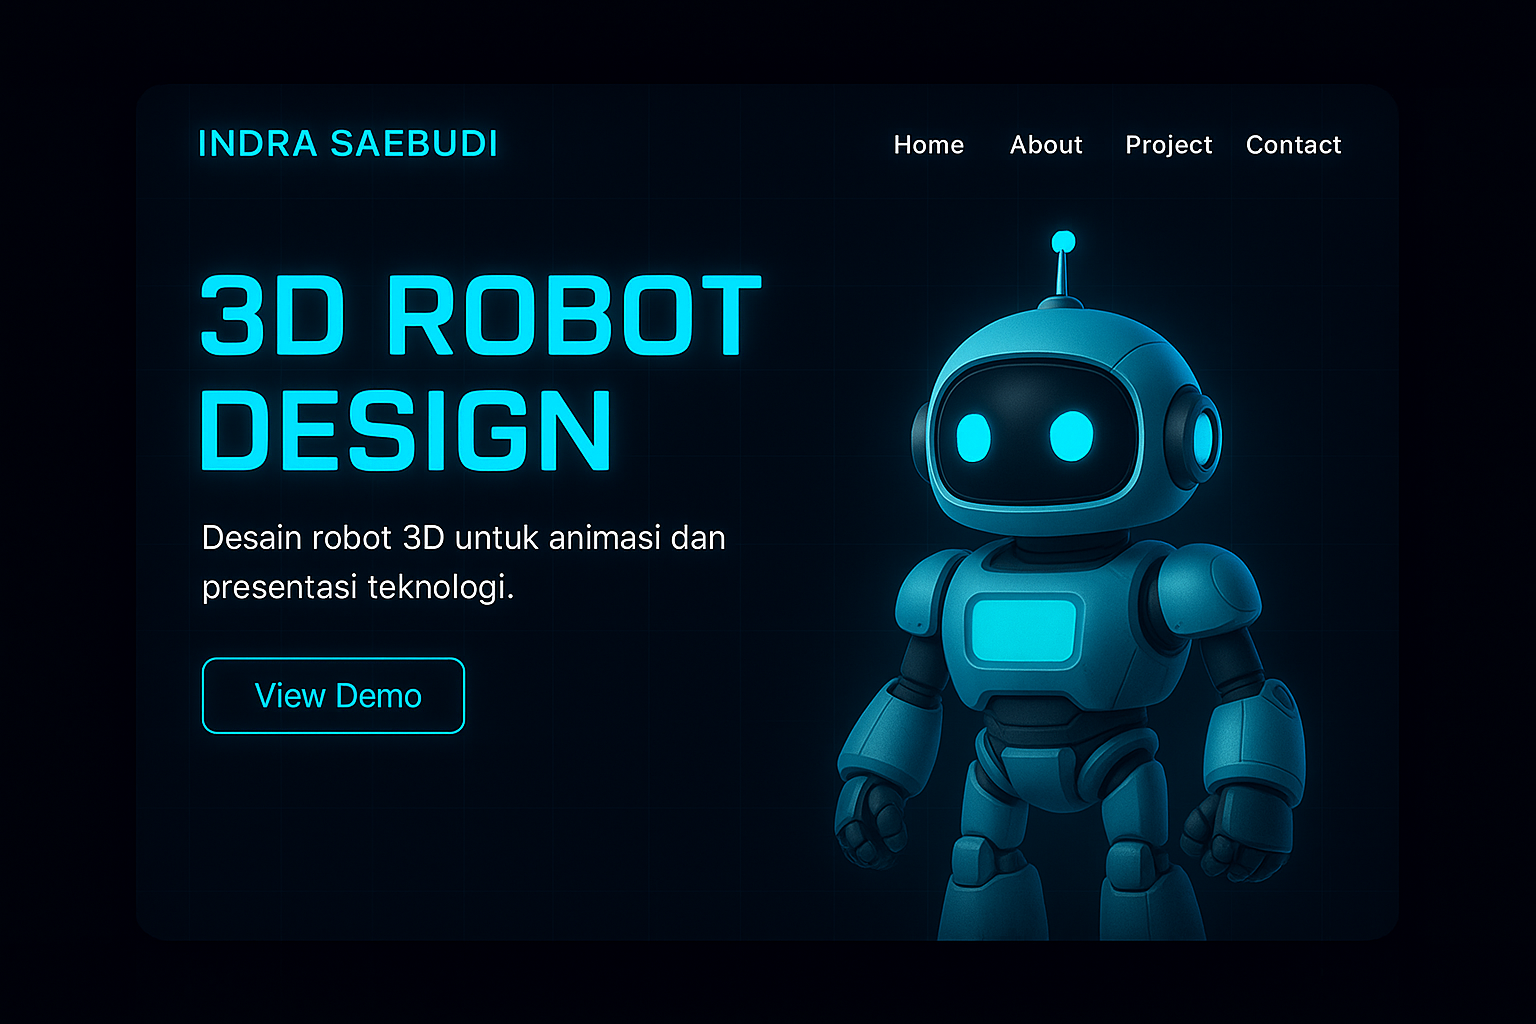 INDRA SAEBUDI
Home About Project Contact
3D ROBOT
DESIGN
Desain robot 3D untuk animasi dan
presentasi teknologi.
View Demo